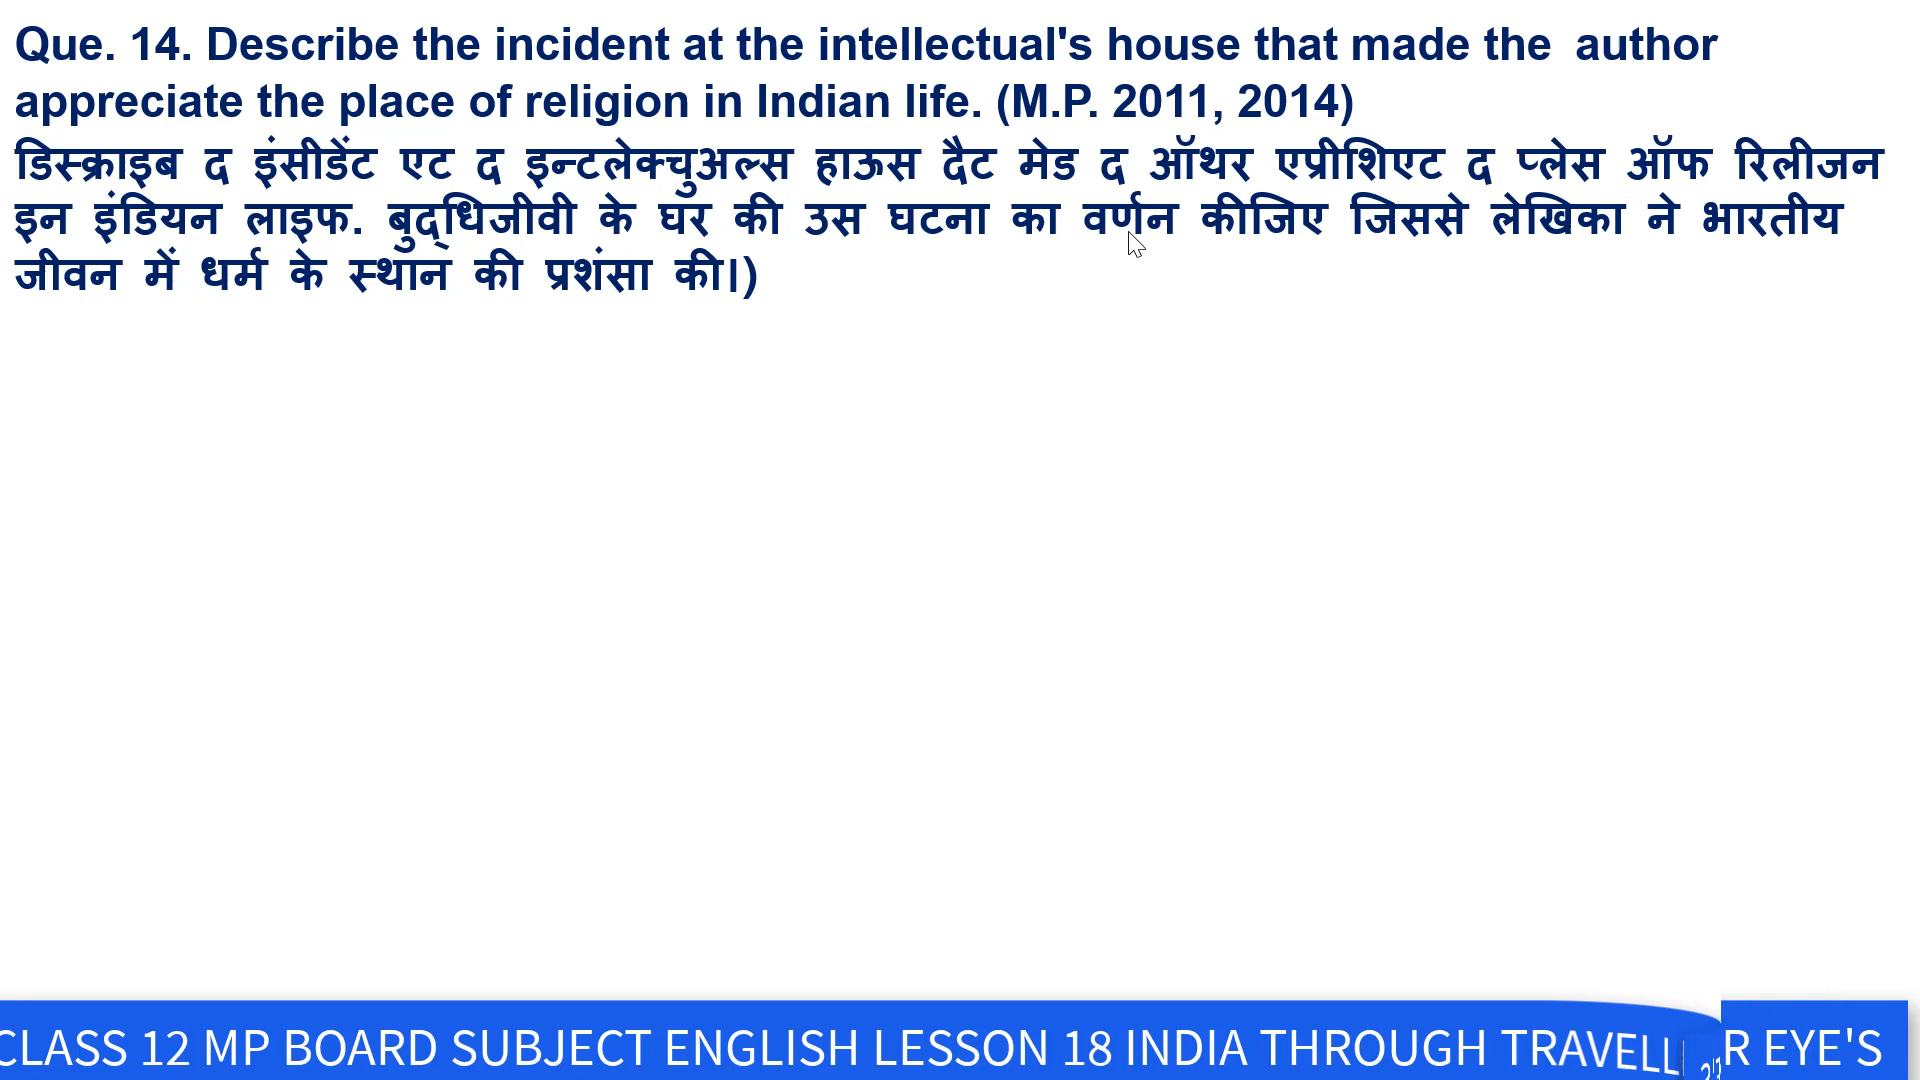 Que. 14. Describe the incident at the intellectual's house that made the author
appreciate the place of religion in Indian life. (M.P. 2011, 2014)
डिस्क्राइब द इंसीडेंट एट द इन्टलेक्चुअल्स हाऊस दैट मेड द ऑथर एप्रीशिएट द प्लेस ऑफ रिलीजन
इन इंडियन लाइफ. बुद्धिजीवी के घर की उस घटना का वर्णन कीजिए जिससे लेखिका ने भारतीय
जीवन में धर्म के स्थान की प्रशंसा की।)
CLASS 12 MP BOARD SUBJECT ENGLISH LESSON 18 INDIA THROUGH TRAVELLER EYE'S